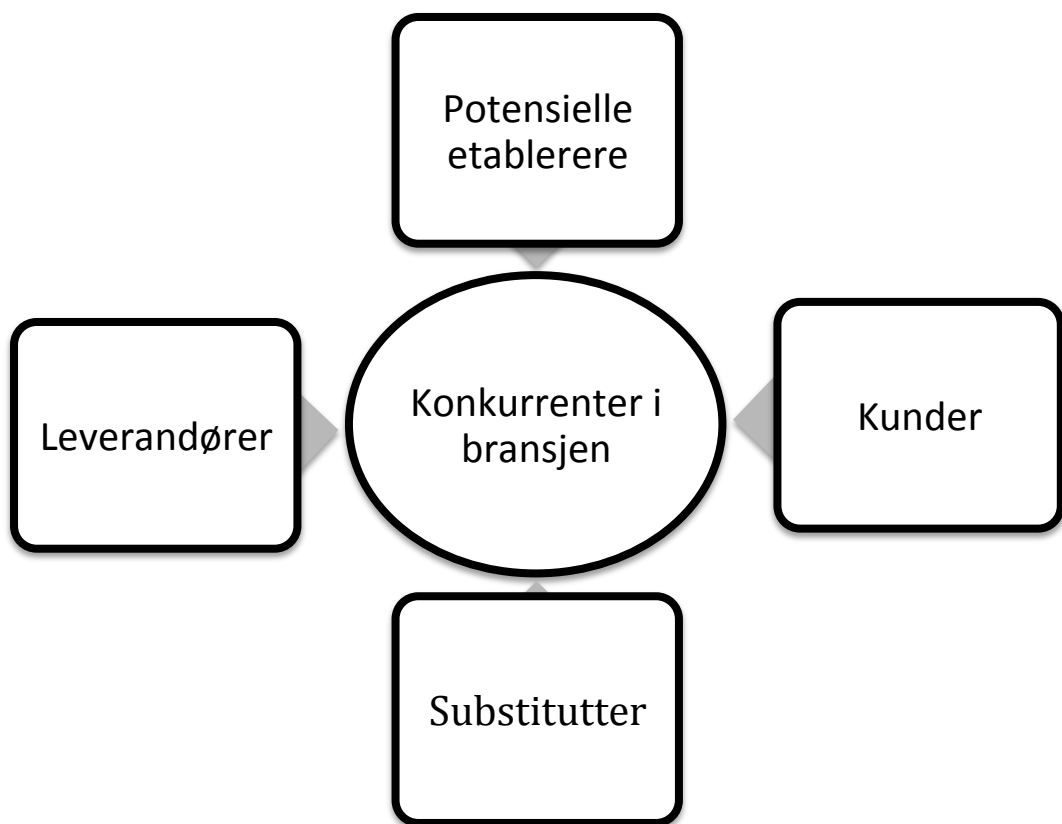 Potensielle
etablerere
Leverandører
Konkurrenter i
bransjen
Kunder
Substitutter